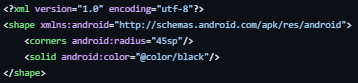 <?xml version="1.0" encoding="utf-8"?>
<shape xmlns:android="http://schemas.android.com/apk/res/android">
    <corners android:radius="45sp"/>
    <solid android:color="@color/black"/>
</shape>